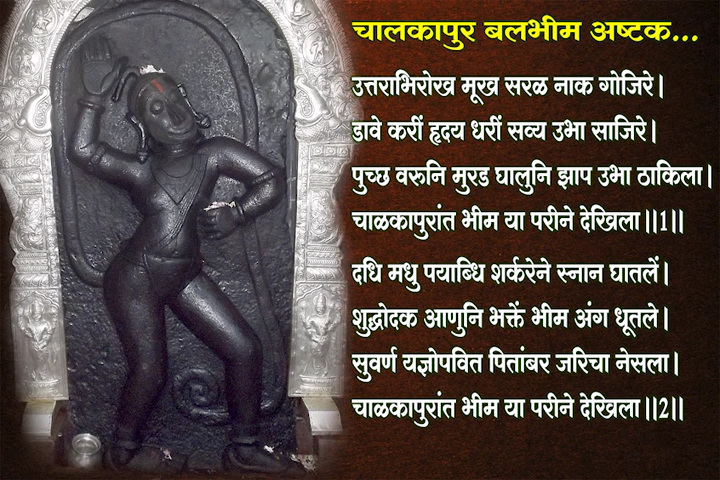 चालकापुर बलभीम अष्टक...
उत्तराभिरोख मूख सरळ नाक गोजिरे।
डावे करीं हृदय धरीं सव्य उभा साजिरे।
पुच्छ वरुनि मुरड घालुनि झाप उभा ठाकिला।
चाळकापुरांत भीम या परीने देखिला॥1॥
दधि मधु पयाब्धि शर्करेने स्नान घातलें।
शुद्धोदक आणुनि भक्तें भीम अंग धूतले।
सुवर्ण यज्ञोपवित पितांबर जरिचा नेसला।
चाळकापुरांत भीम या परीने देखिला॥2॥